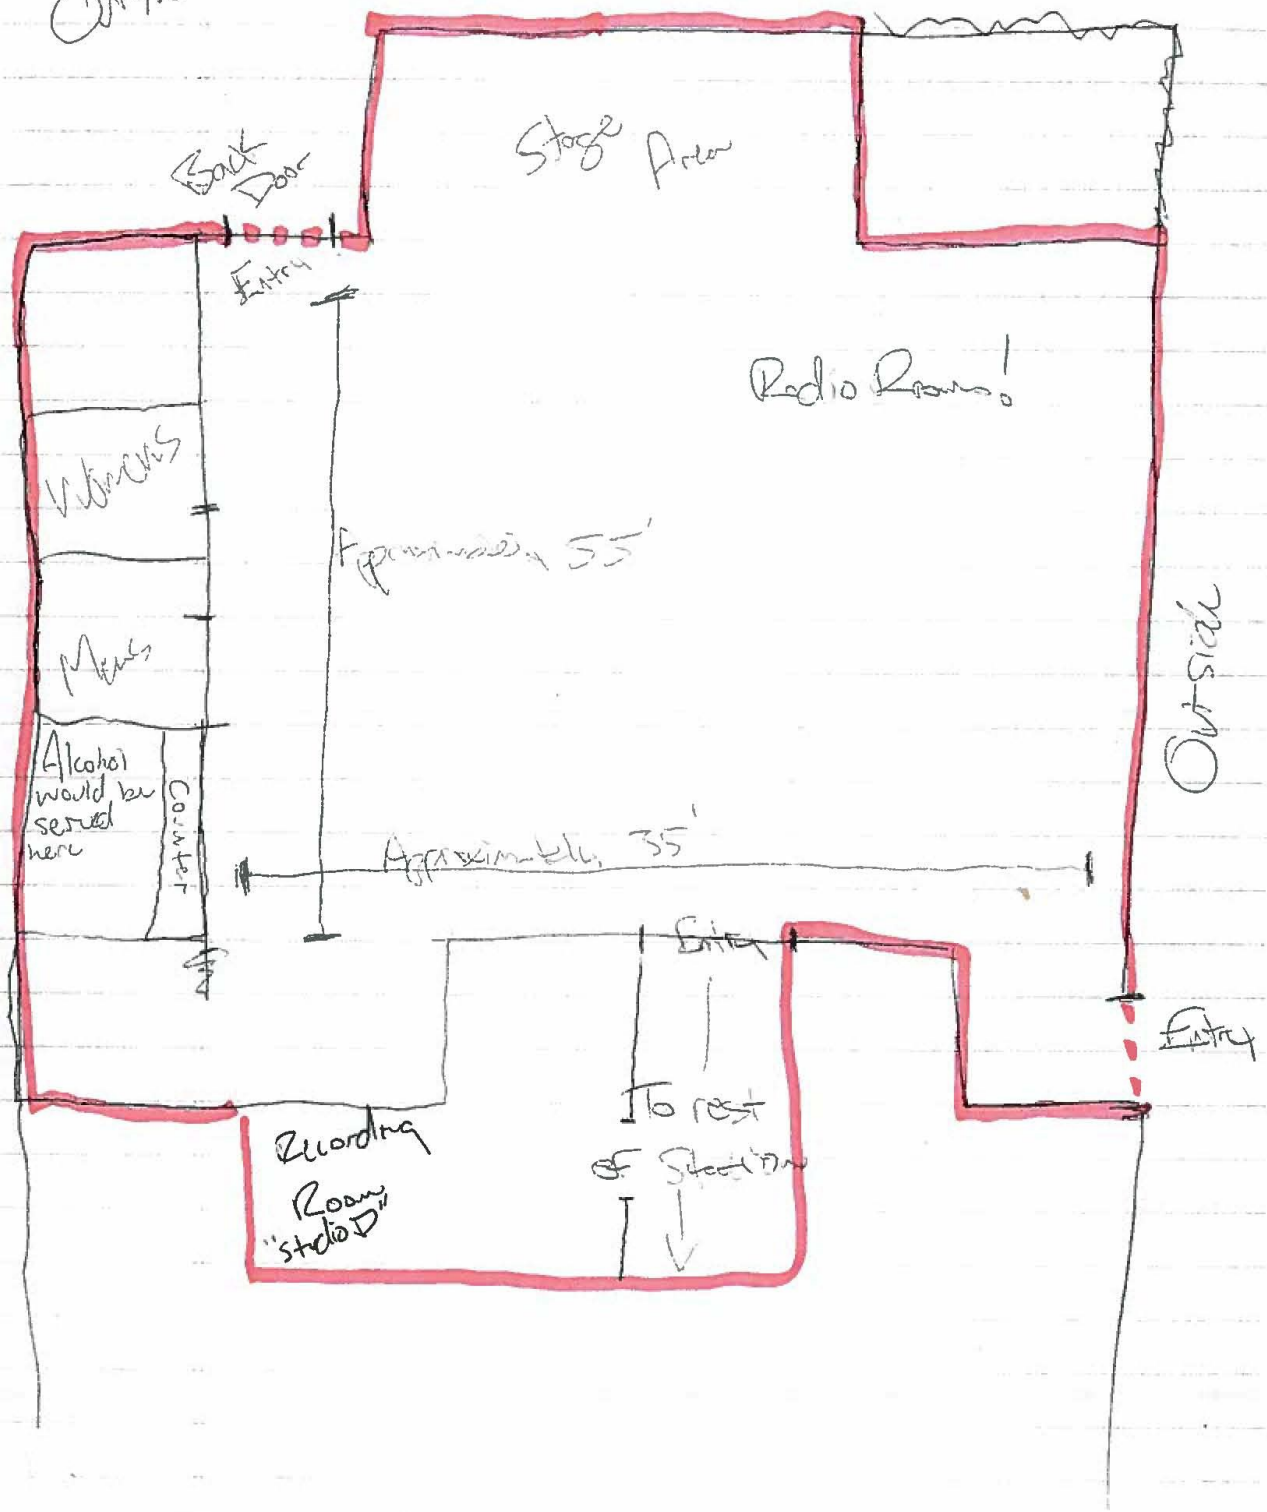 Stage
Area
Back
Door
Entry
Radio Room!
Womens
Approximately 55'
Mens
Outside
Alcohol
would be
served
here
Counter
Approximately 35'
Entry
Entry
To rest
of Station
Recording
Room
"studio D"